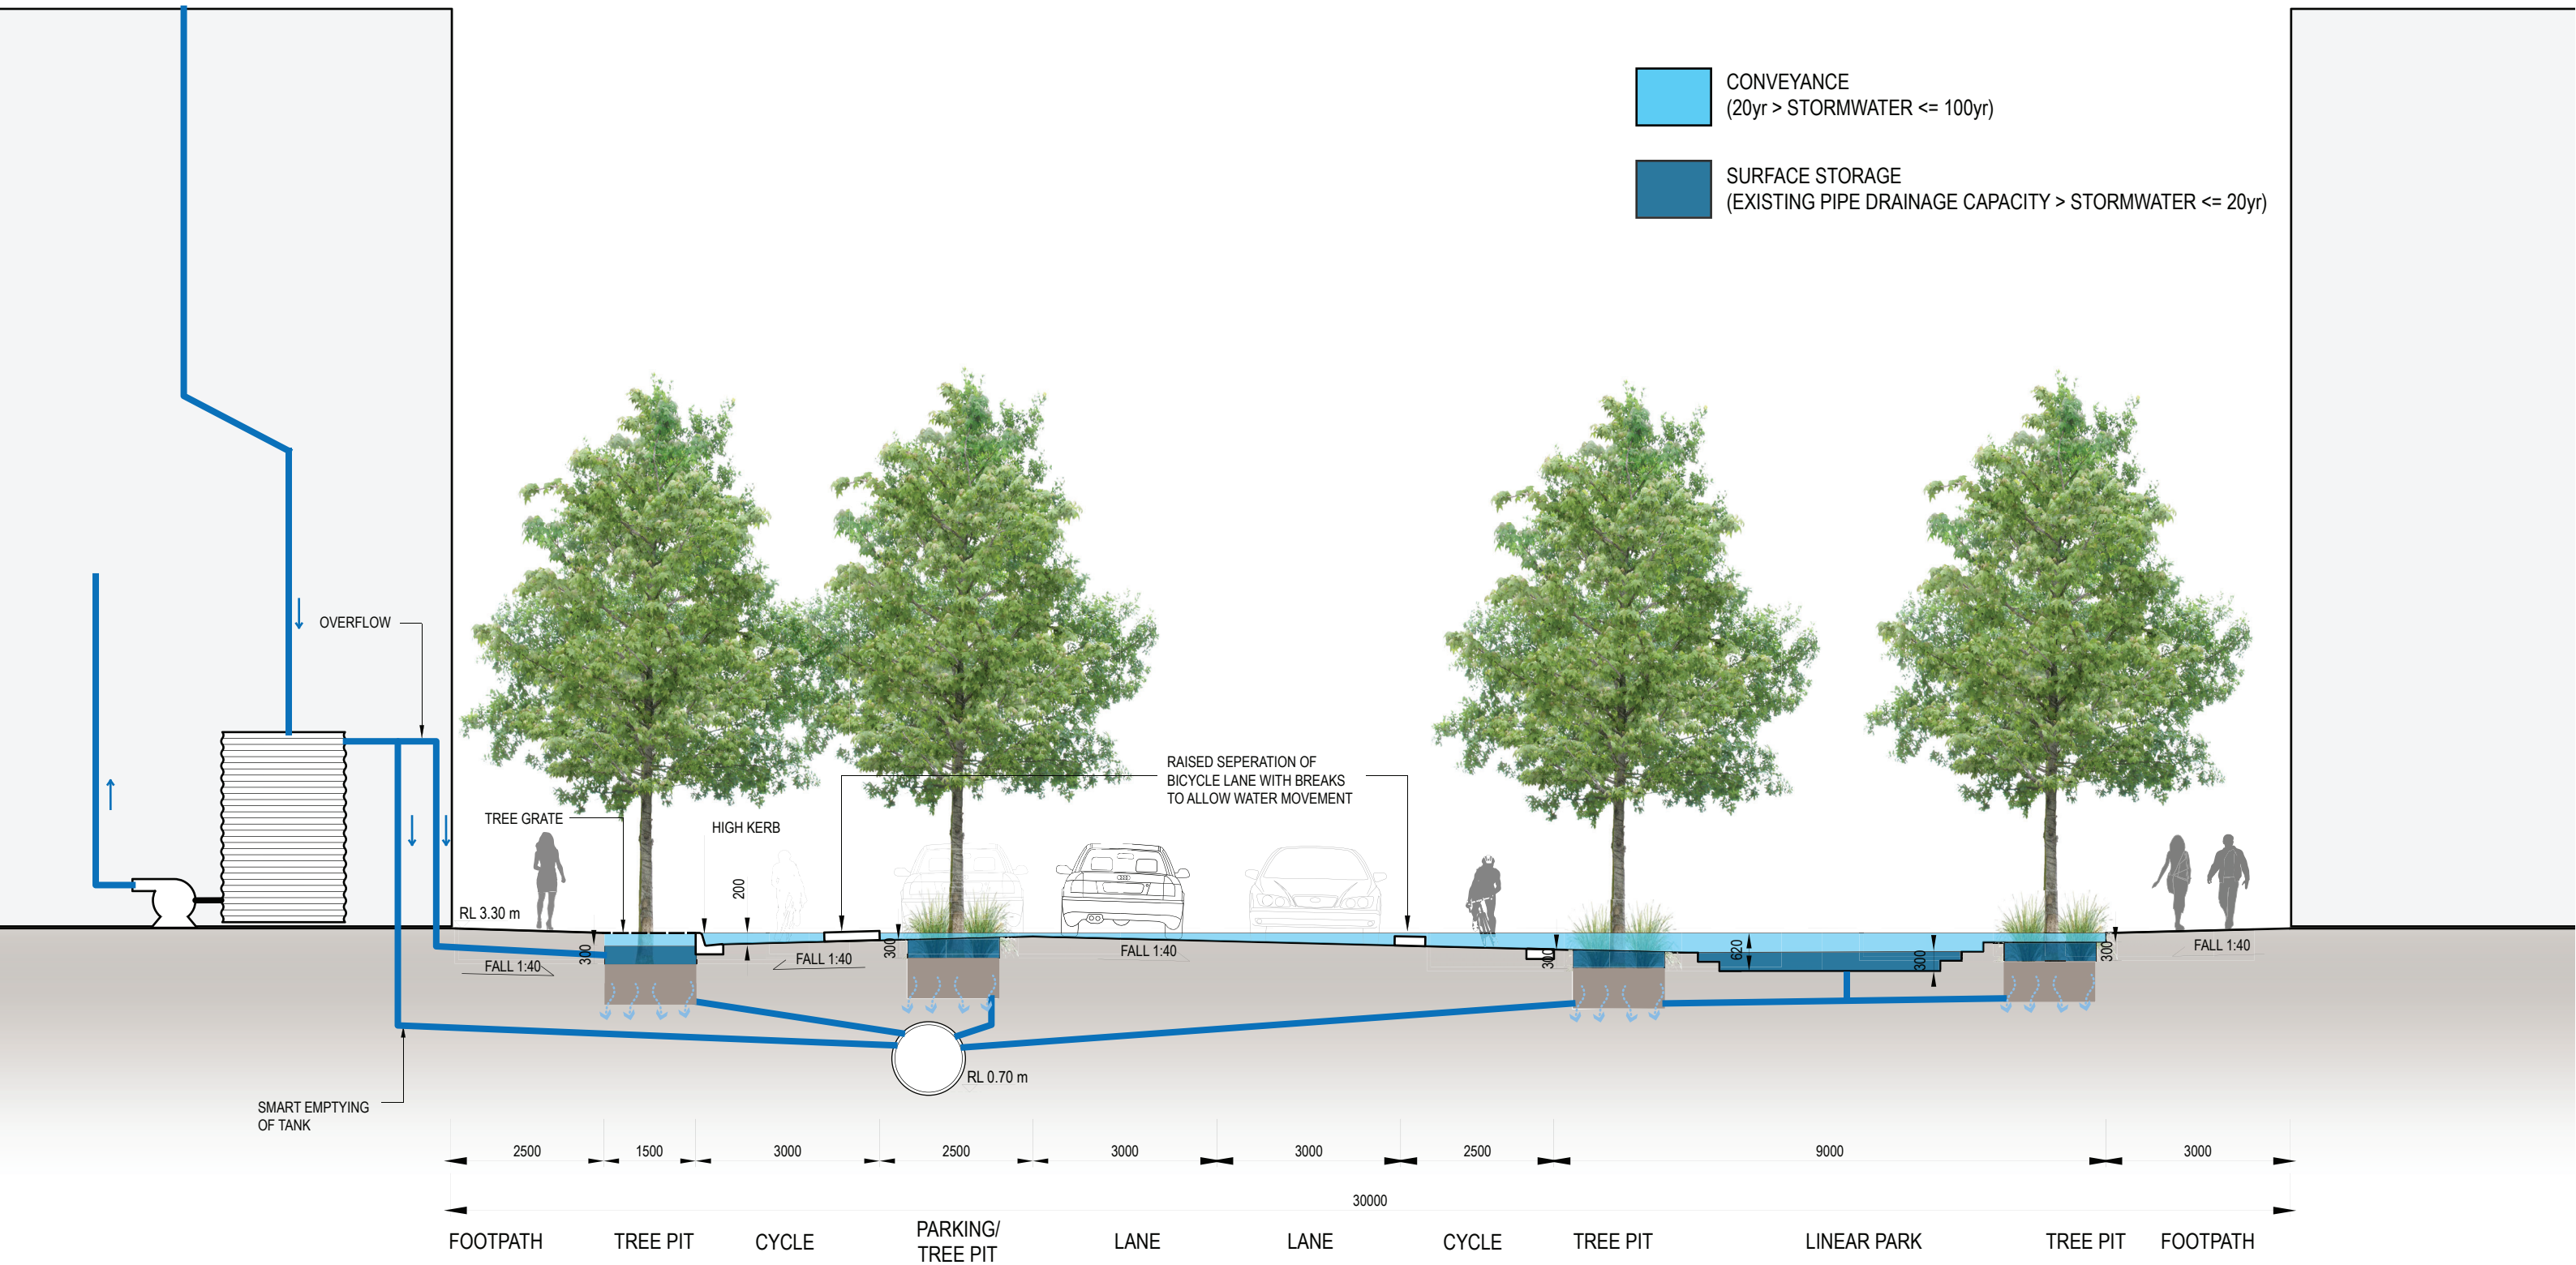 CONVEYANCE
(20yr > STORMWATER <= 100yr)
SURFACE STORAGE
(EXISTING PIPE DRAINAGE CAPACITY > STORMWATER <= 20yr)
OVERFLOW
RAISED SEPERATION OF
BICYCLE LANE WITH BREAKS
TO ALLOW WATER MOVEMENT
TREE GRATE
HIGH KERB
200
RL 3.30 m
300
300
300
620
300
300
FALL 1:40
FALL 1:40
FALL 1:40
FALL 1:40
RL 0.70 m
SMART EMPTYING
OF TANK
2500
1500
3000
2500
3000
3000
2500
9000
3000
30000
FOOTPATH
TREE PIT
CYCLE
PARKING/
TREE PIT
LANE
LANE
CYCLE
TREE PIT
LINEAR PARK
TREE PIT
FOOTPATH